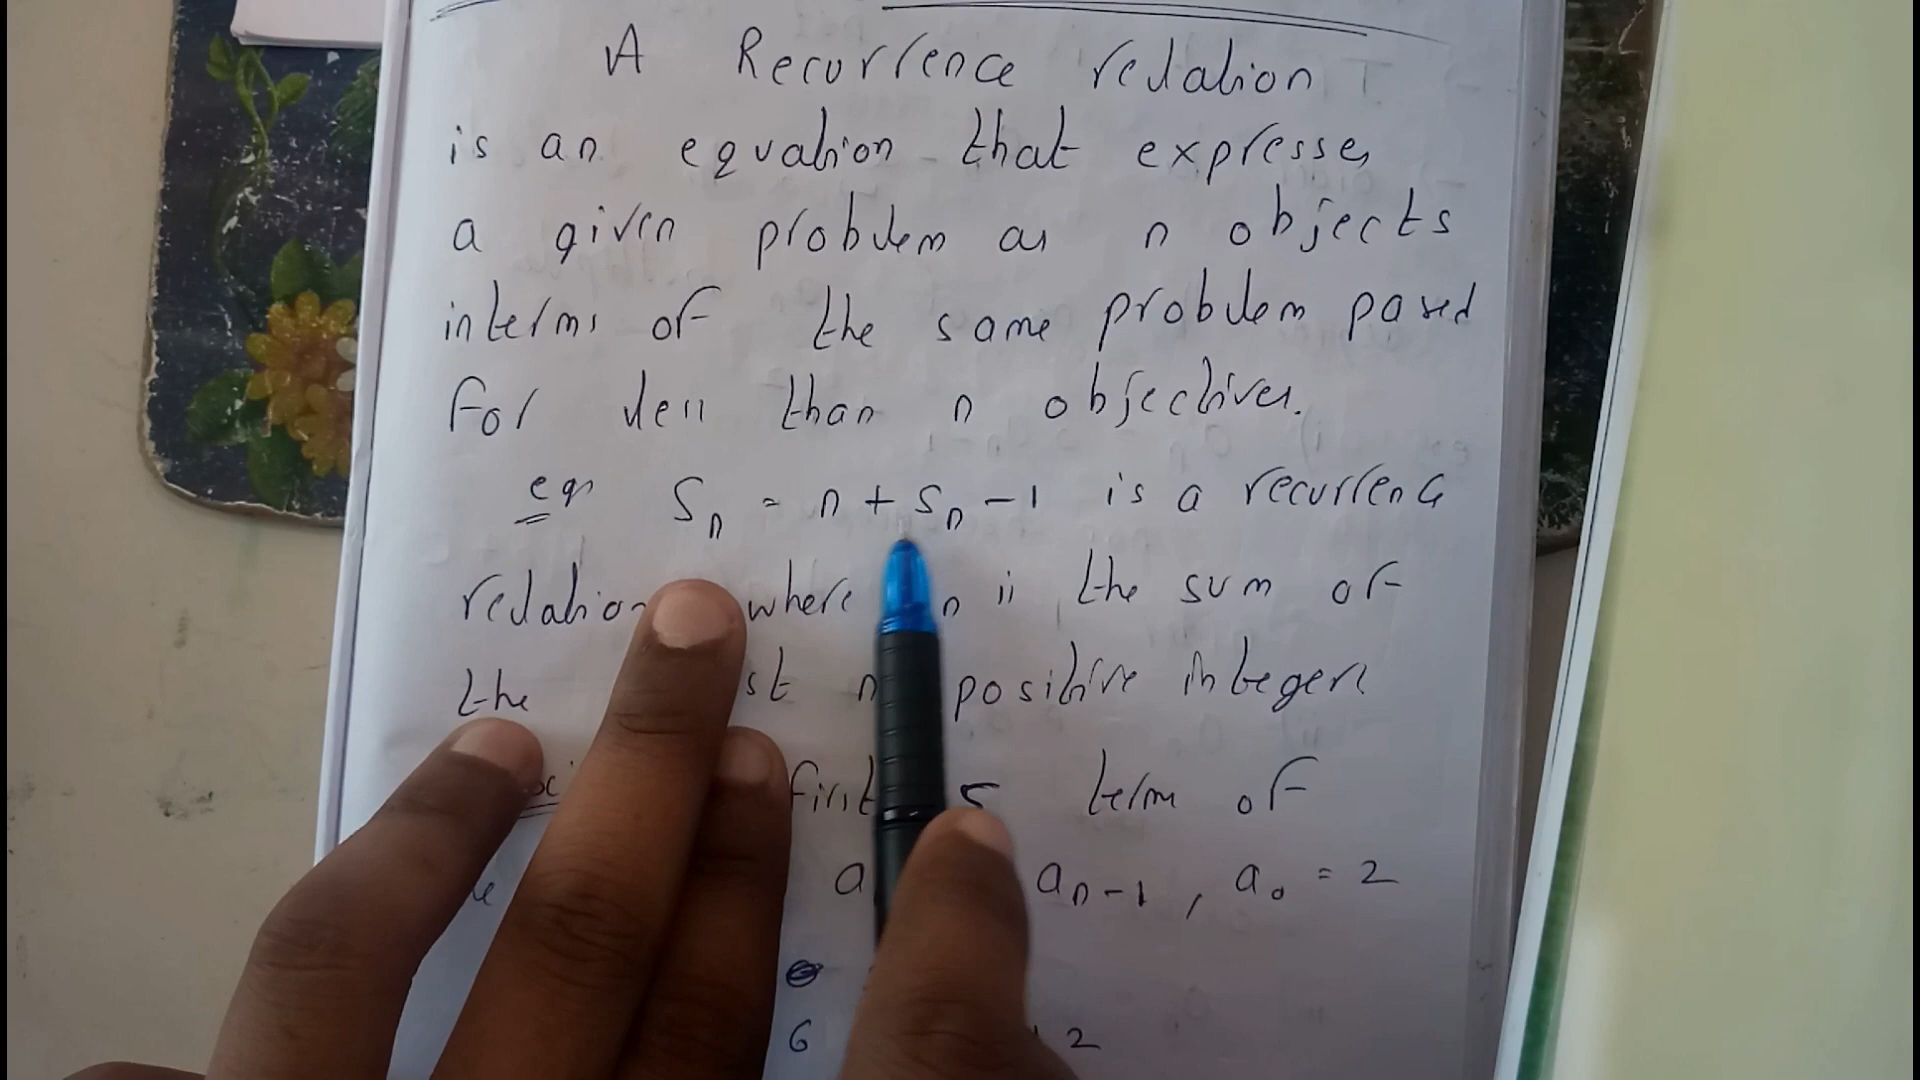 A Recurrence relation
is an equation that expresses
a given problem as n objects
interms of the same problem posed
for less than n objectives.
eg Sn = n + Sn - 1 is a recurrence
relation where n is the sum of
the st n positive integers
first 5 term of
a an-1, a0 = 2
6 2